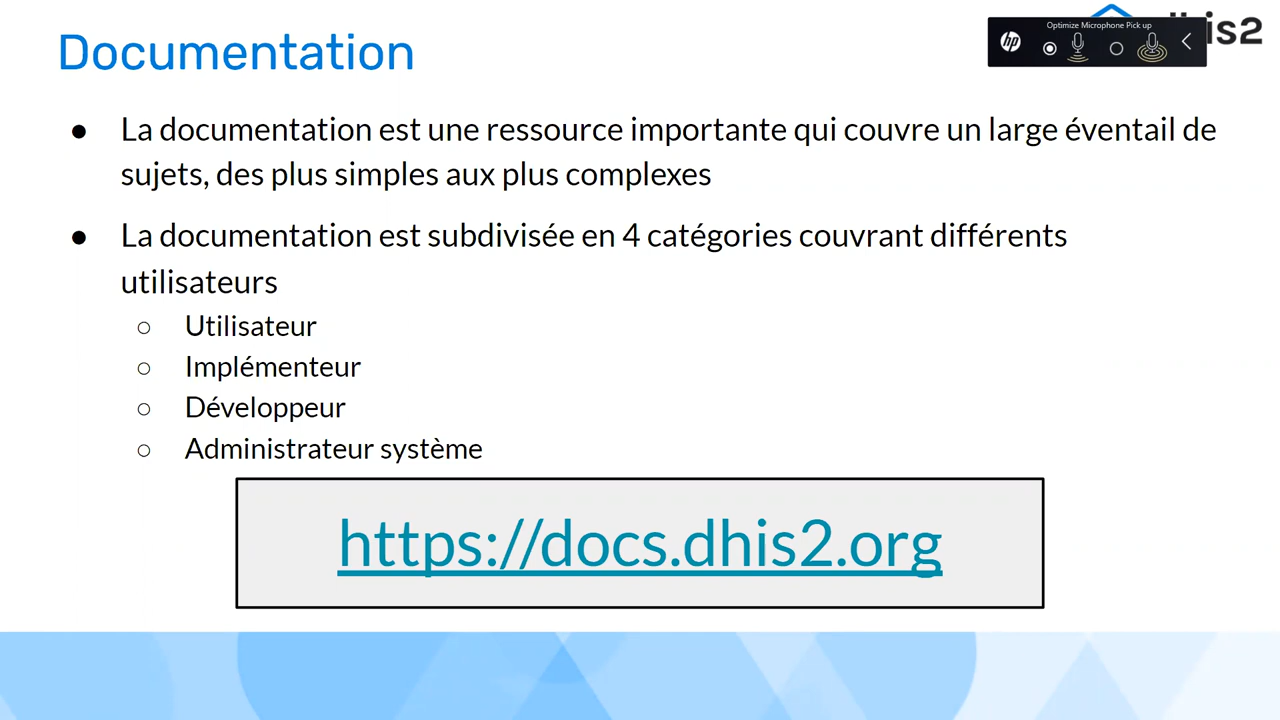 Documentation
Optimize Microphone Pick up
hp
dhis2
● La documentation est une ressource importante qui couvre un large éventail de
sujets, des plus simples aux plus complexes
● La documentation est subdivisée en 4 catégories couvrant différents
utilisateurs
○ Utilisateur
○ Implémenteur
○ Développeur
○ Administrateur système
https://docs.dhis2.org